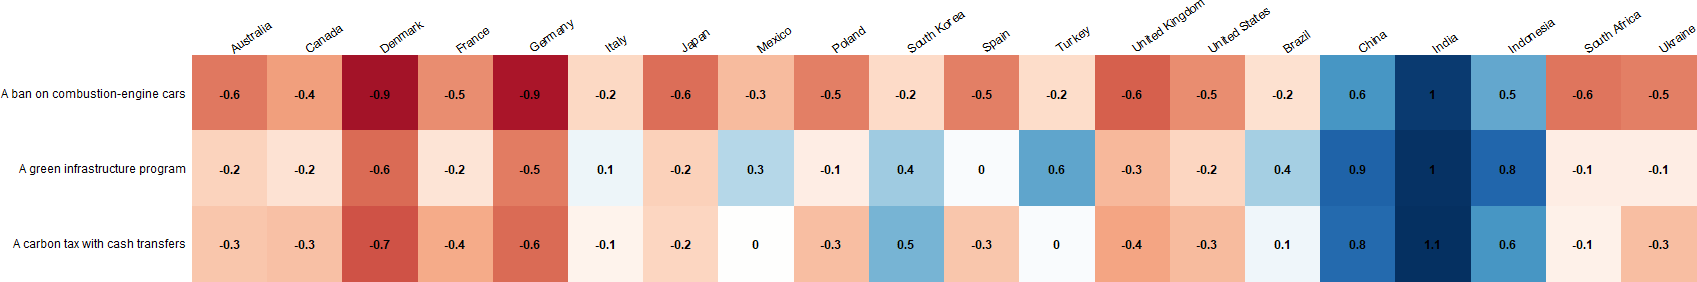 Australia Canada Denmark France Germany Italy Japan Mexico Poland South Korea Spain Turkey United Kingdom United States Brazil China India Indonesia South Africa Ukraine
A ban on combustion-engine cars -0.6 -0.4 -0.9 -0.5 -0.9 -0.2 -0.6 -0.3 -0.5 -0.2 -0.5 -0.2 -0.6 -0.5 -0.2 0.6 1 0.5 -0.6 -0.5
A green infrastructure program -0.2 -0.2 -0.6 -0.2 -0.5 0.1 -0.2 0.3 -0.1 0.4 0 0.6 -0.3 -0.2 0.4 0.9 1 0.8 -0.1 -0.1
A carbon tax with cash transfers -0.3 -0.3 -0.7 -0.4 -0.6 -0.1 -0.2 0 -0.3 0.5 -0.3 0 -0.4 -0.3 0.1 0.8 1.1 0.6 -0.1 -0.3